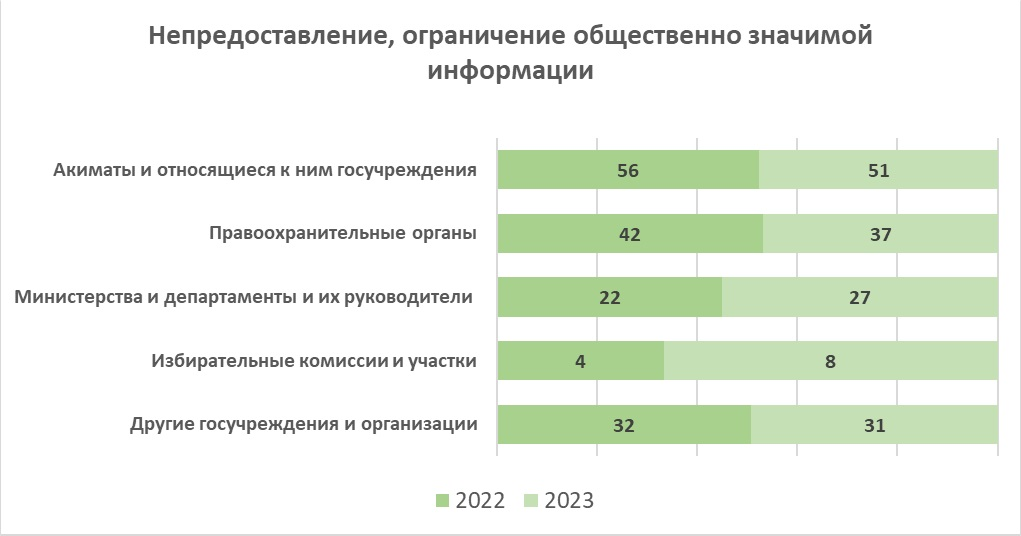 Непредоставление, ограничение общественно значимой
информации
Акиматы и относящиеся к ним госучреждения
56
51
Правоохранительные органы
42
37
Министерства и департаменты и их руководители
22
27
Избирательные комиссии и участки
4
8
Другие госучреждения и организации
32
31
2022
2023